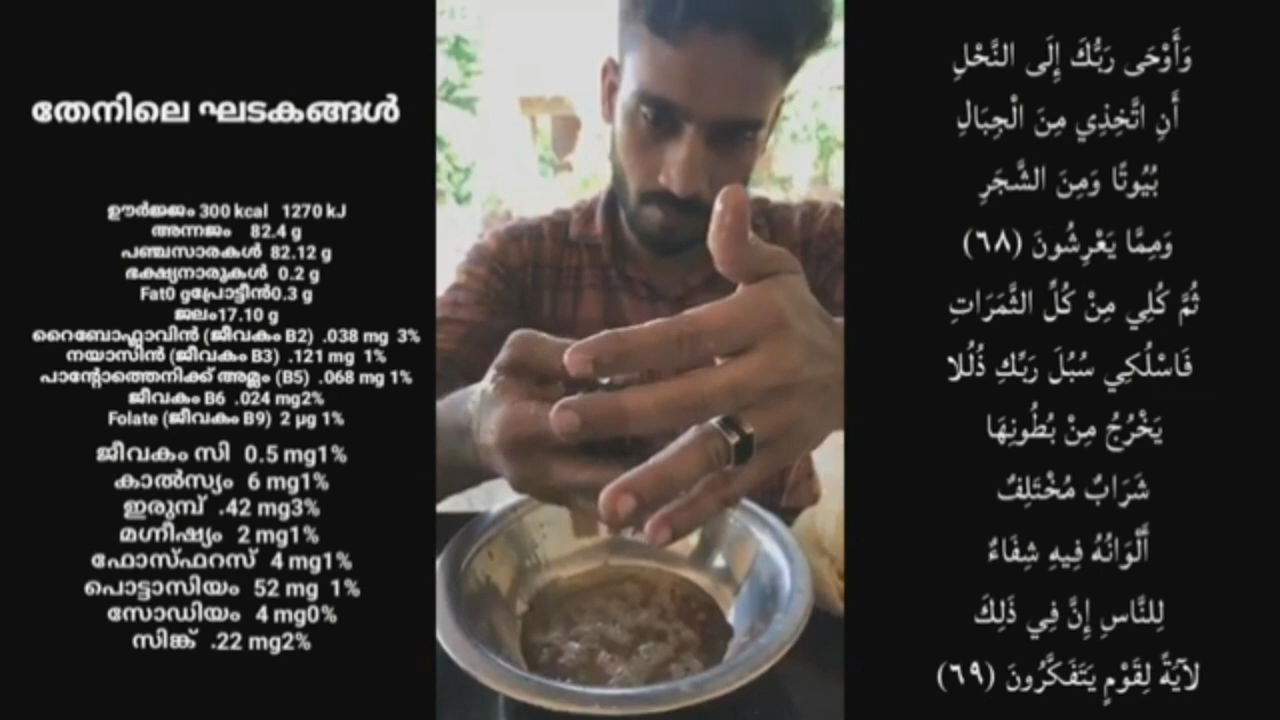 തേനിലെ ഘടകങ്ങൾ
ഊർജ്ജം 300 kcal 1270 kJ
അന്നജം 82.4 g
പഞ്ചസാരകൾ 82.12 g
ഭക്ഷ്യനാരുകൾ 0.2 g
Fat0 gപ്രോട്ടീൻ0.3 g
ജലം17.10 g
റൈബോഫ്ലാവിൻ (ജീവകം B2) .038 mg 3%
നയാസിൻ (ജീവകം B3) .121 mg 1%
പാന്റോത്തെനിക്ക് അമ്ലം (B5) .068 mg 1%
ജീവകം B6 .024 mg2%
Folate (ജീവകം B9) 2 μg 1%
ജീവകം സി 0.5 mg1%
കാൽസ്യം 6 mg1%
ഇരുമ്പ് .42 mg3%
മഗ്നീഷ്യം 2 mg1%
ഫോസ്ഫറസ് 4 mg1%
പൊട്ടാസിയം 52 mg 1%
സോഡിയം 4 mg0%
സിങ്ക് .22 mg2%
وَأَوْحَى رَبُّكَ إِلَى النَّحْلِ
أَنِ اتَّخِذِي مِنَ الْجِبَالِ
بُيُوتًا وَمِنَ الشَّجَرِ
وَمِمَّا يَعْرِشُونَ (٦٨)
ثُمَّ كُلِي مِنْ كُلِّ الثَّمَرَاتِ
فَاسْلُكِي سُبُلَ رَبِّكِ ذُلُلا
يَخْرُجُ مِنْ بُطُونِهَا
شَرَابٌ مُخْتَلِفٌ
أَلْوَانُهُ فِيهِ شِفَاءٌ
لِلنَّاسِ إِنَّ فِي ذَلِكَ
لآيَةً لِقَوْمٍ يَتَفَكَّرُونَ (٦٩)